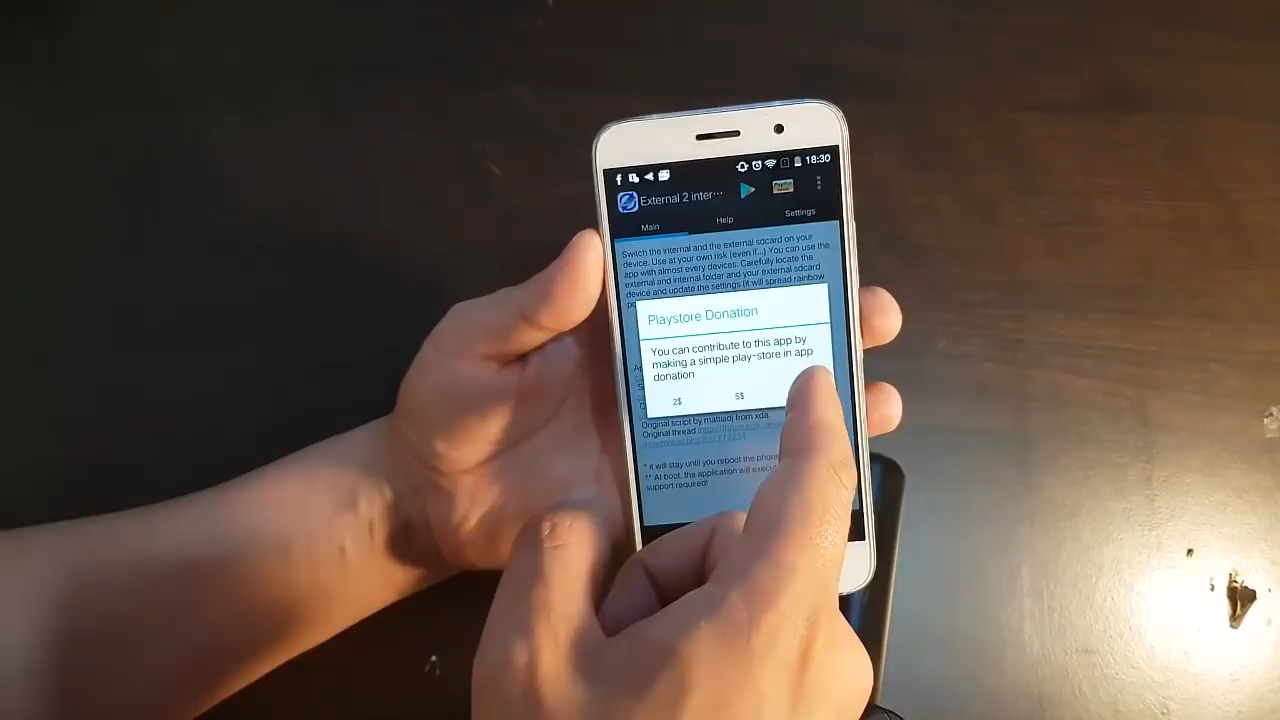 18:30
External 2 inter...
PayPal
Main Help Settings
Switch the internal and the external sdcard on your
device. Use at your own risk (even if...) You can use the
app with almost every devices. Carefully locate the
external and internal folder and your external sdcard
device and update the settings (it will spread rainbow
Playstore Donation
You can contribute to this app by
making a simple play-store in app
donation
2$ 5$
Original script by mattiadj from xda.
Original thread
* it will stay until you reboot the phone
** At boot, the application will
support required!